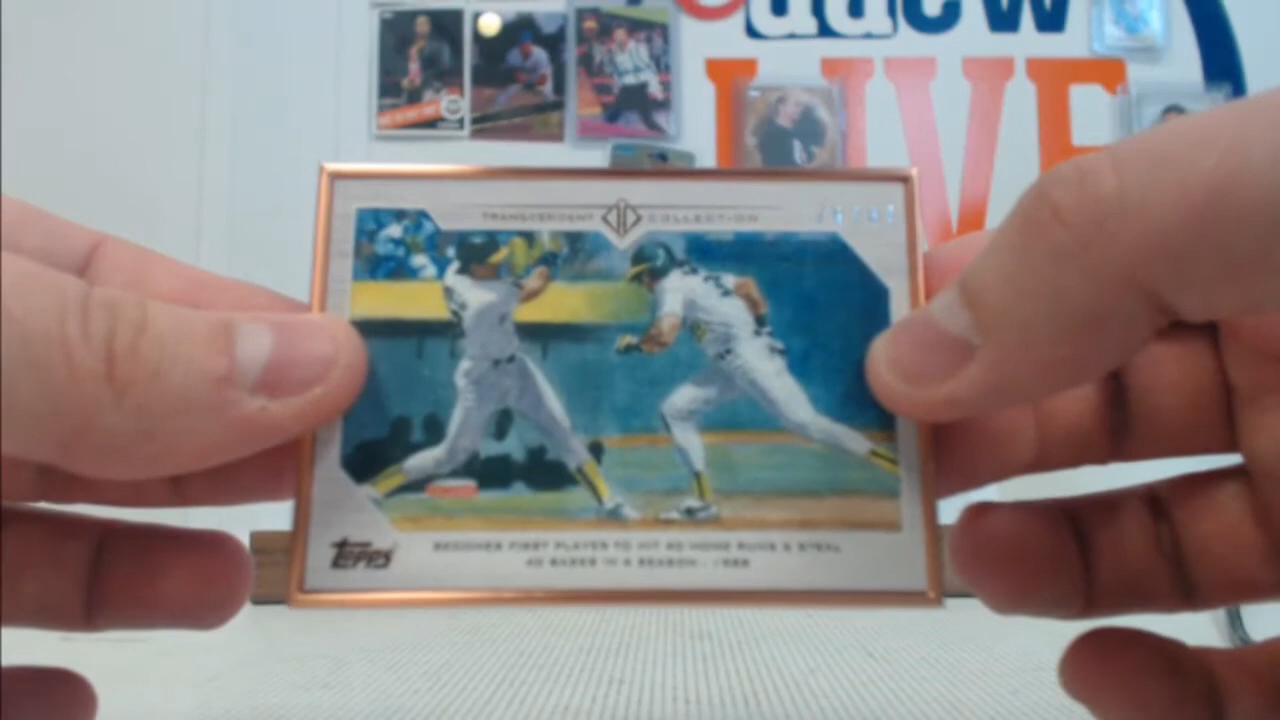 LIVE
TRANSCENDENT COLLECTION
TOPPS
BECOMES FIRST PLAYER TO HIT 40 HOME RUNS & STEAL
40 BASES IN A SEASON - 1988